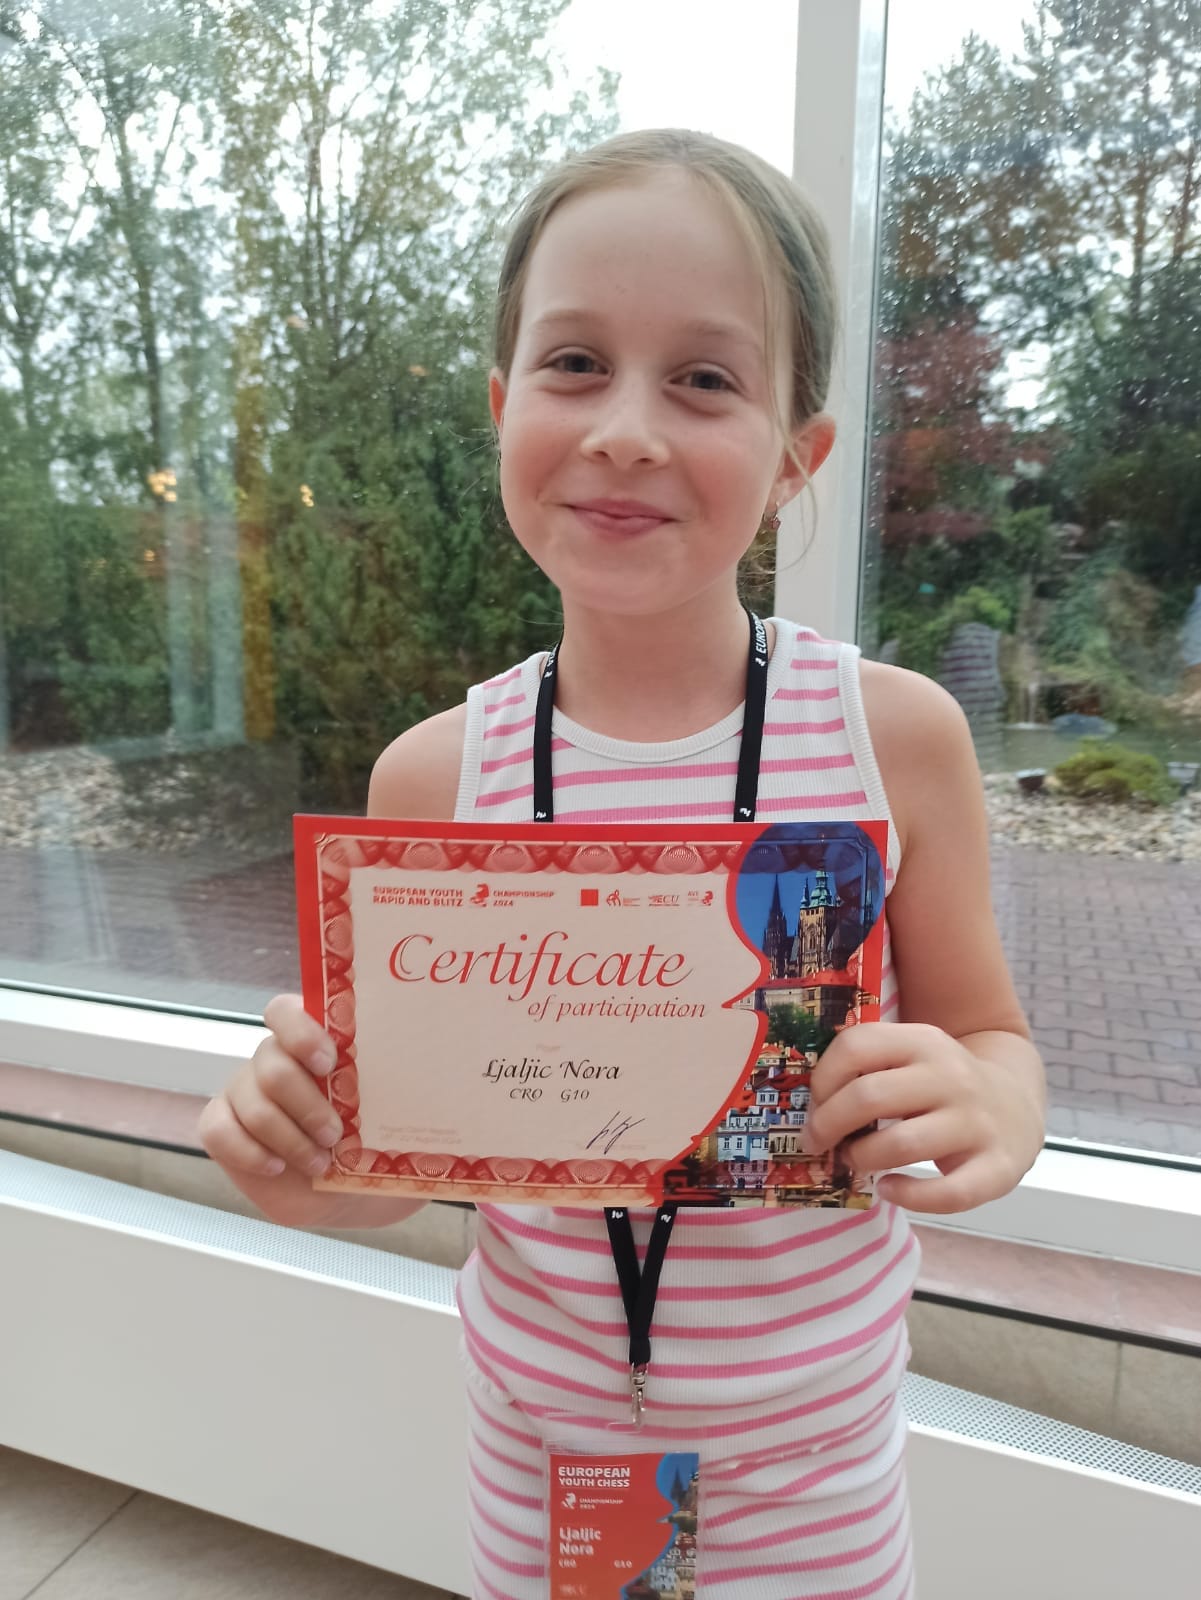 EUROPEAN YOUTH
RAPID AND BLITZ
CHAMPIONSHIP
2024
ECU
Certificate
of participation
Ljaljic Nora
CRO G10
EUROPEAN
YOUTH CHESS
CHAMPIONSHIP
2024
Ljaljic
Nora
CRO G10